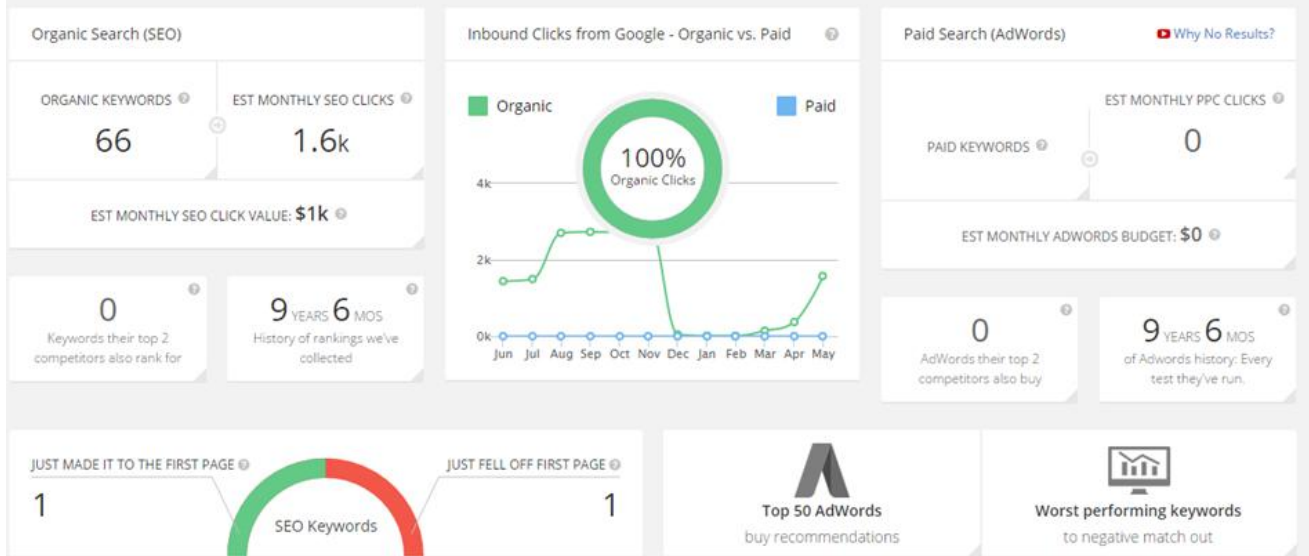 Organic Search (SEO)
ORGANIC KEYWORDS
66
EST MONTHLY SEO CLICKS
1.6k
EST MONTHLY SEO CLICK VALUE: $1k
0
Keywords their top 2
competitors also rank for
9 YEARS 6 MOS
History of rankings we've
collected
Inbound Clicks from Google - Organic vs. Paid
Organic
Paid
100%
Organic Clicks
4k
2k
0k
Jun Jul Aug Sep Oct Nov Dec Jan Feb Mar Apr May
Paid Search (AdWords)
Why No Results?
PAID KEYWORDS
EST MONTHLY PPC CLICKS
0
EST MONTHLY ADWORDS BUDGET: $0
0
AdWords their top 2
competitors also buy
9 YEARS 6 MOS
of Adwords history: Every
test they've run.
JUST MADE IT TO THE FIRST PAGE
1
SEO Keywords
JUST FELL OFF FIRST PAGE
1
Top 50 AdWords
buy recommendations
Worst performing keywords
to negative match out